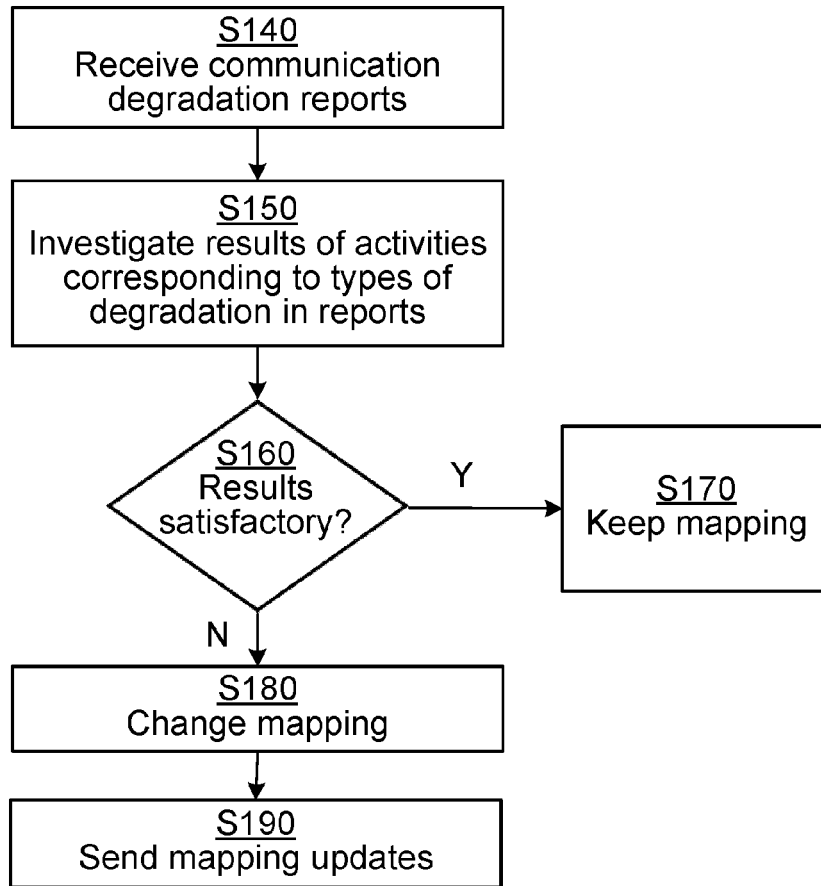 S140
Receive communication
degradation reports
S150
Investigate results of activities
corresponding to types of
degradation in reports
S160
Results
satisfactory?
Y
S170
Keep mapping
N
S180
Change mapping
S190
Send mapping updates